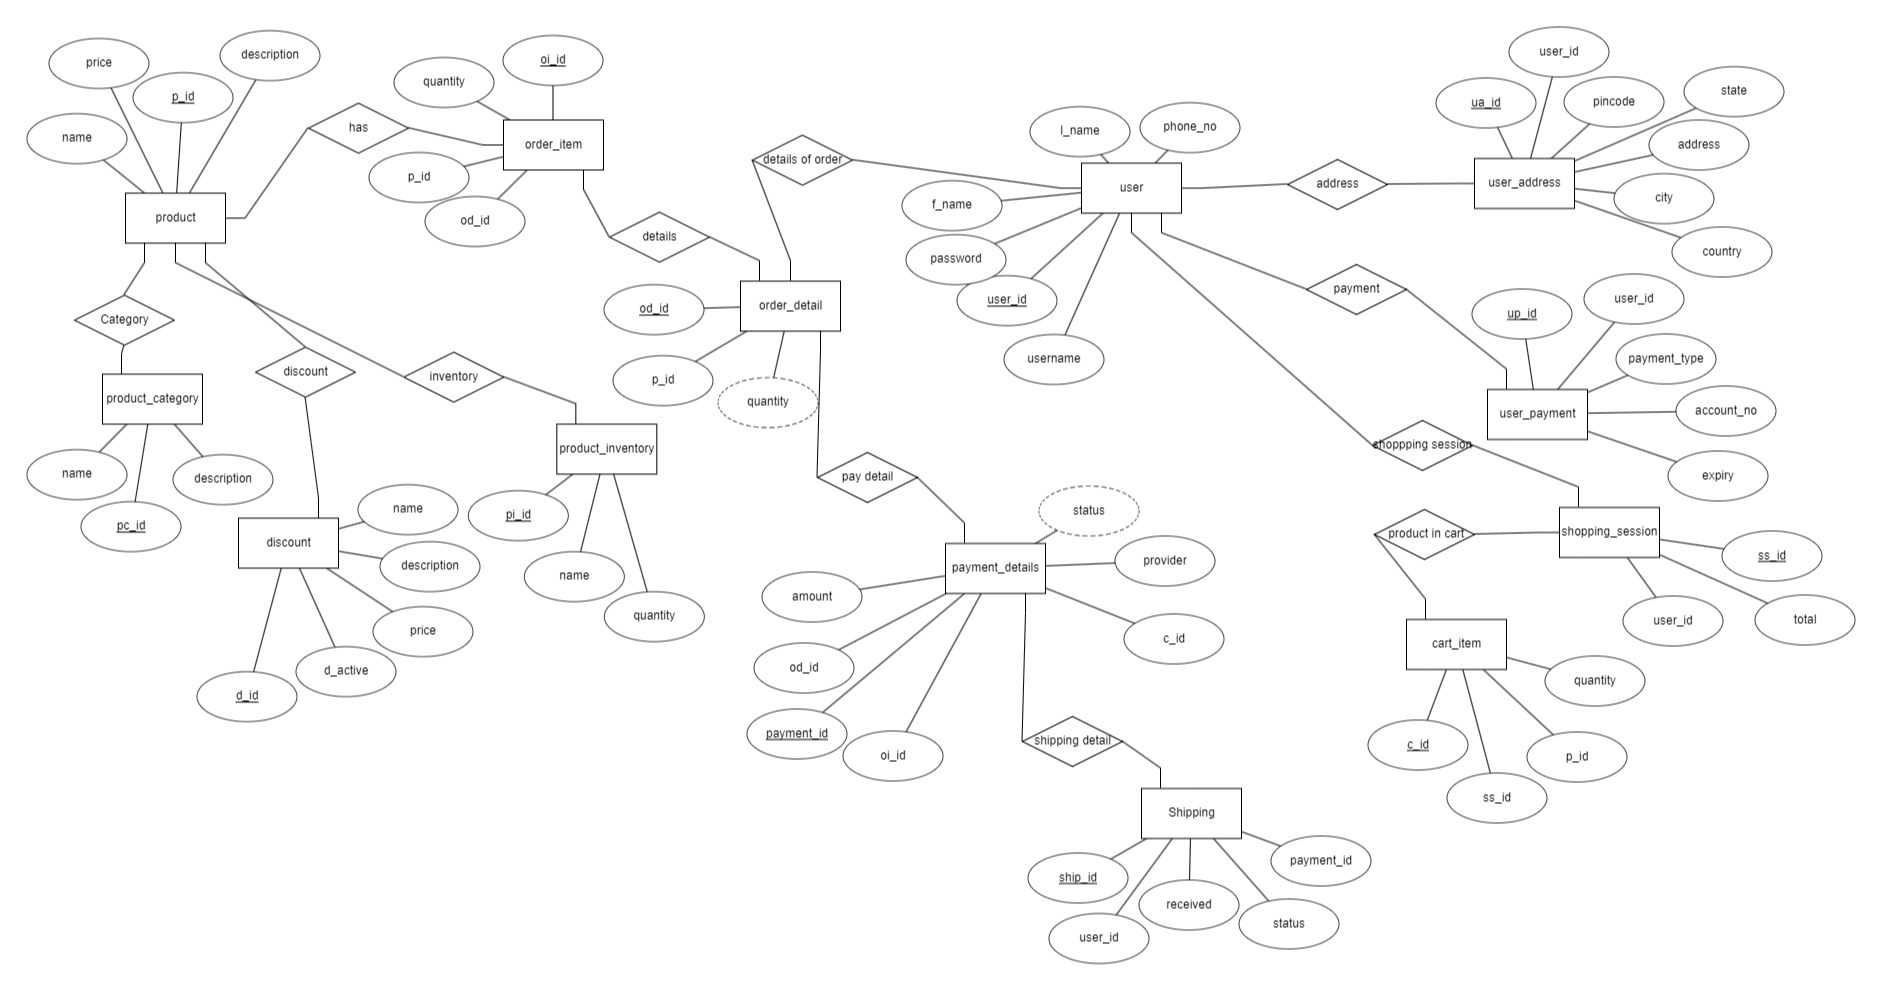 price
description
p_id
name
product
has
quantity
oi_id
order_item
p_id
od_id
details
details of order
l_name
phone_no
user
f_name
password
user_id
username
address
user_id
ua_id
pincode
state
address
user_address
city
country
payment
up_id
user_id
payment_type
user_payment
account_no
expiry
order_detail
od_id
p_id
quantity
Category
product_category
name
description
pc_id
discount
inventory
product_inventory
pi_id
name
quantity
discount
name
description
price
d_active
d_id
pay detail
status
payment_details
provider
amount
c_id
od_id
payment_id
oi_id
shoppping session
product in cart
shopping_session
ss_id
user_id
total
cart_item
quantity
c_id
p_id
ss_id
shipping detail
Shipping
payment_id
ship_id
received
status
user_id